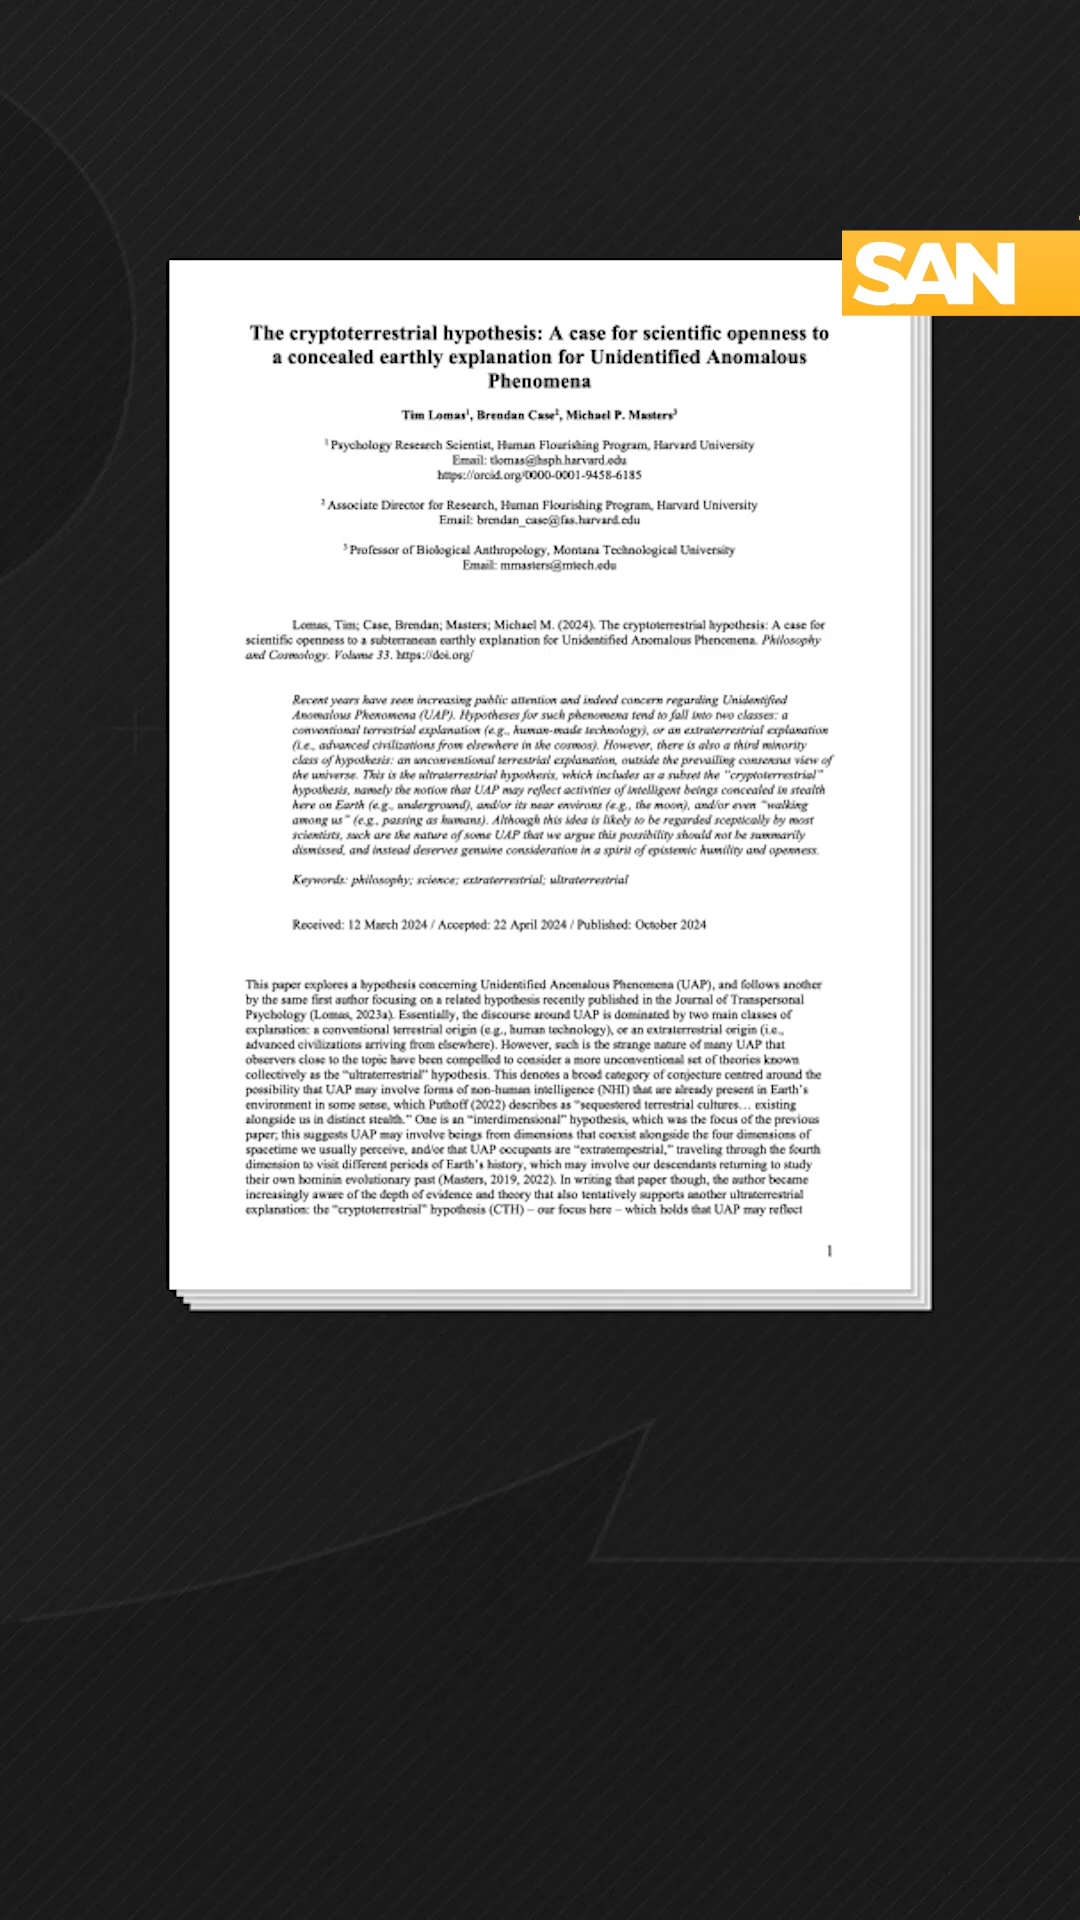 SAN
The cryptoterrestrial hypothesis: A case for scientific openness to
a concealed earthly explanation for Unidentified Anomalous
Phenomena
Tim Lomas¹, Brendan Case², Michael P. Masters³
¹ Psychology Research Scientist, Human Flourishing Program, Harvard University
Email: tlomas@hsph.harvard.edu
https://orcid.org/0000-0001-9458-6185
² Associate Director for Research, Human Flourishing Program, Harvard University
Email: brendan_case@fas.harvard.edu
³ Professor of Biological Anthropology, Montana Technological University
Email: mmasters@mtech.edu
Lomas, Tim; Case, Brendan; Masters; Michael M. (2024). The cryptoterrestrial hypothesis: A case for
scientific openness to a subterranean earthly explanation for Unidentified Anomalous Phenomena. Philosophy
and Cosmology. Volume 33. https://doi.org/
Recent years have seen increasing public attention and indeed concern regarding Unidentified
Anomalous Phenomena (UAP). Hypotheses for such phenomena tend to fall into two classes: a
conventional terrestrial explanation (e.g., human-made technology), or an extraterrestrial explanation
(i.e., advanced civilizations from elsewhere in the cosmos). However, there is also a third minority
class of hypothesis: an unconventional terrestrial explanation, outside the prevailing consensus view of
the universe. This is the ultraterrestrial hypothesis, which includes as a subset the “cryptoterrestrial”
hypothesis, namely the notion that UAP may reflect activities of intelligent beings concealed in stealth
here on Earth (e.g., underground), and/or its near environs (e.g., the moon), and/or even “walking
among us” (e.g., passing as humans). Although this idea is likely to be regarded sceptically by most
scientists, such are the nature of some UAP that we argue this possibility should not be summarily
dismissed, and instead deserves genuine consideration in a spirit of epistemic humility and openness.
Keywords: philosophy; science; extraterrestrial; ultraterrestrial
Received: 12 March 2024 / Accepted: 22 April 2024 / Published: October 2024
This paper explores a hypothesis concerning Unidentified Anomalous Phenomena (UAP), and follows another
by the same first author focusing on a related hypothesis recently published in the Journal of Transpersonal
Psychology (Lomas, 2023a). Essentially, the discourse around UAP is dominated by two main classes of
explanation: a conventional terrestrial origin (e.g., human technology), or an extraterrestrial origin (i.e.,
advanced civilizations arriving from elsewhere). However, such is the strange nature of many UAP that
observers close to the topic have been compelled to consider a more unconventional set of theories known
collectively as the “ultraterrestrial” hypothesis. This denotes a broad category of conjecture centred around the
possibility that UAP may involve forms of non-human intelligence (NHI) that are already present in Earth’s
environment in some sense, which Puthoff (2022) describes as “sequestered terrestrial cultures… existing
alongside us in distinct stealth.” One is an “interdimensional” hypothesis, which was the focus of the previous
paper; this suggests UAP may involve beings from dimensions that coexist alongside the four dimensions of
spacetime we usually perceive, and/or that UAP occupants are “extratempestrial,” traveling through the fourth
dimension to visit different periods of Earth’s history, which may involve our descendants returning to study
their own hominin evolutionary past (Masters, 2019, 2022). In writing that paper though, the author became
increasingly aware of the depth of evidence and theory that also tentatively supports another ultraterrestrial
explanation: the “cryptoterrestrial” hypothesis (CTH) – our focus here – which holds that UAP may reflect
1